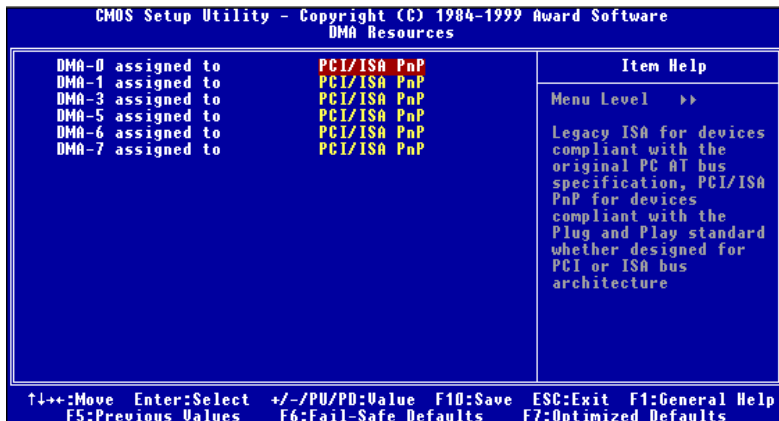 CMOS Setup Utility - Copyright (C) 1984-1999 Award Software
DMA Resources
DMA-0 assigned to PCI/ISA PnP
DMA-1 assigned to PCI/ISA PnP
DMA-3 assigned to PCI/ISA PnP
DMA-5 assigned to PCI/ISA PnP
DMA-6 assigned to PCI/ISA PnP
DMA-7 assigned to PCI/ISA PnP
Item Help
Menu Level ▸▸
Legacy ISA for devices
compliant with the
original PC AT bus
specification, PCI/ISA
PnP for devices
compliant with the
Plug and Play standard
whether designed for
PCI or ISA bus
architecture
↑↓→←:Move Enter:Select +/-/PU/PD:Value F10:Save ESC:Exit F1:General Help
F5:Previous Values F6:Fail-Safe Defaults F7:Optimized Defaults